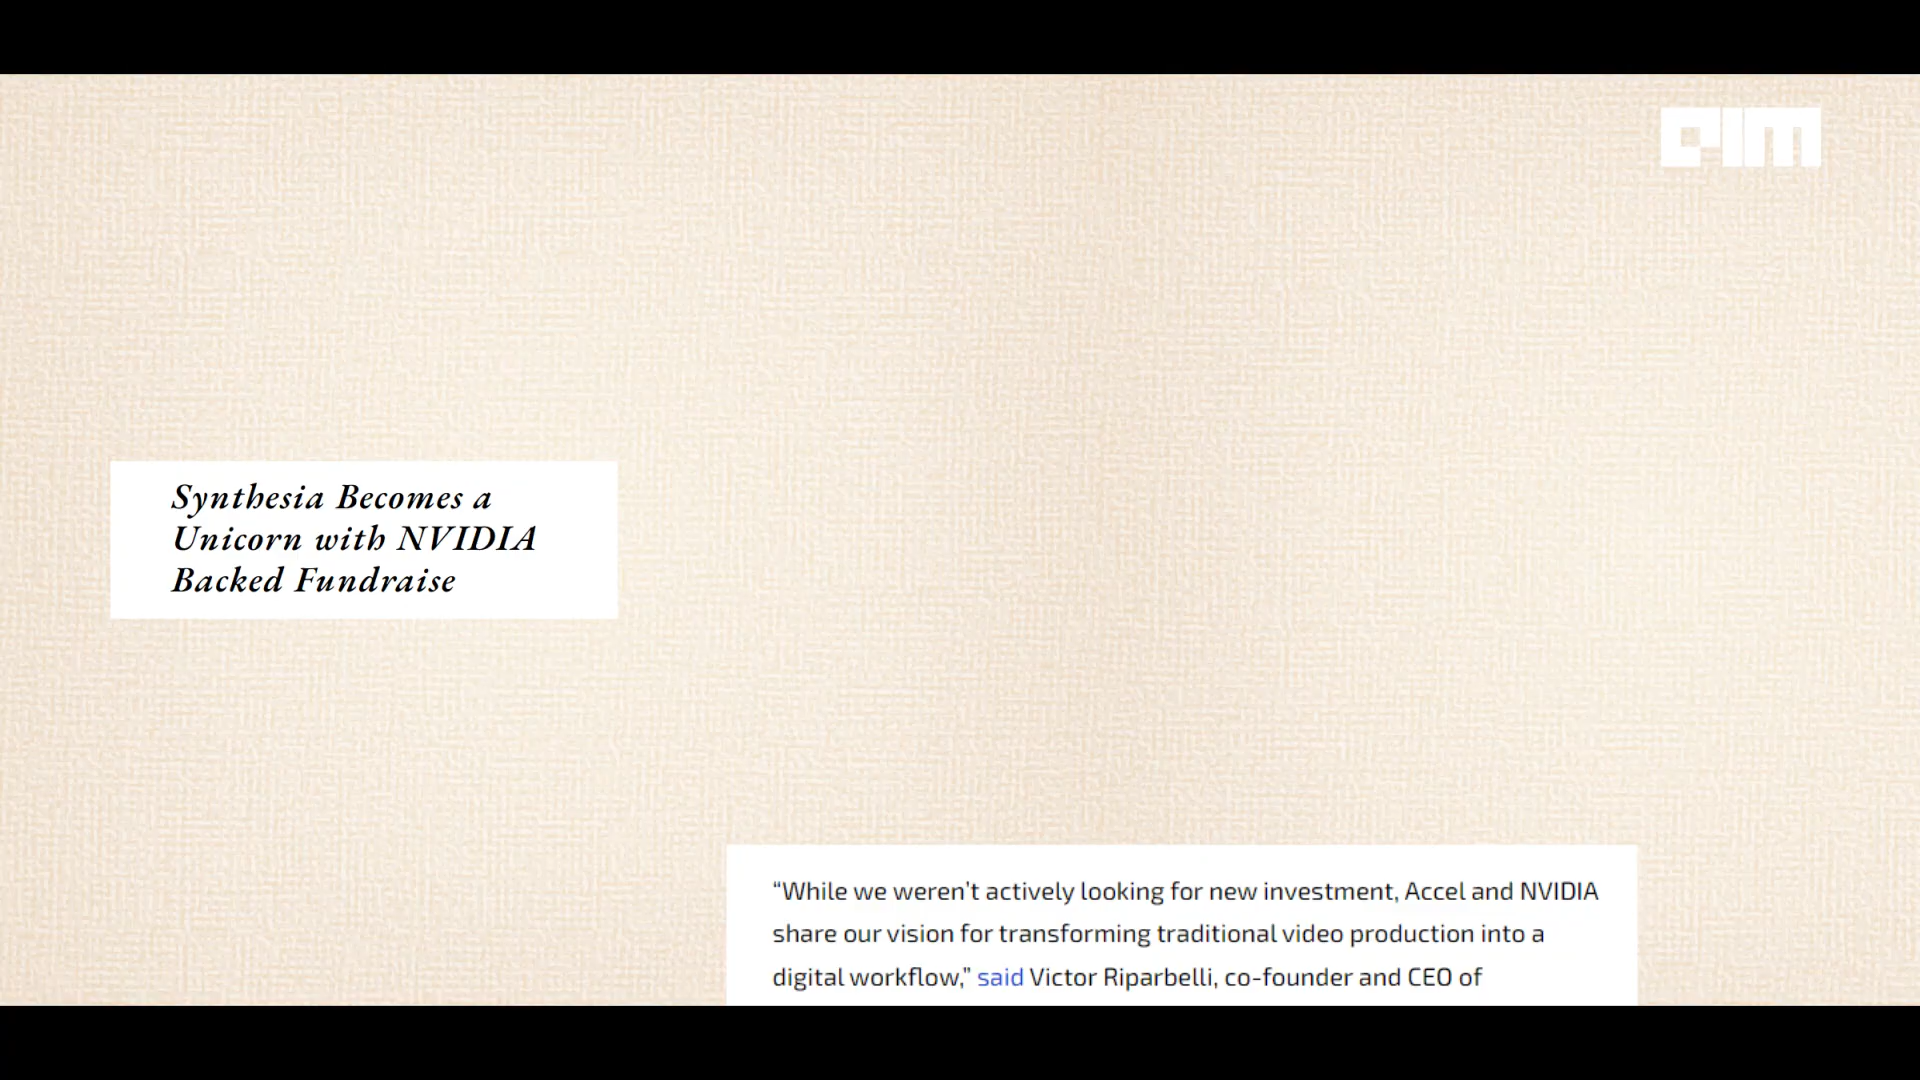 AIM
Synthesia Becomes a
Unicorn with NVIDIA
Backed Fundraise
“While we weren’t actively looking for new investment, Accel and NVIDIA
share our vision for transforming traditional video production into a
digital workflow,” said Victor Riparbelli, co-founder and CEO of